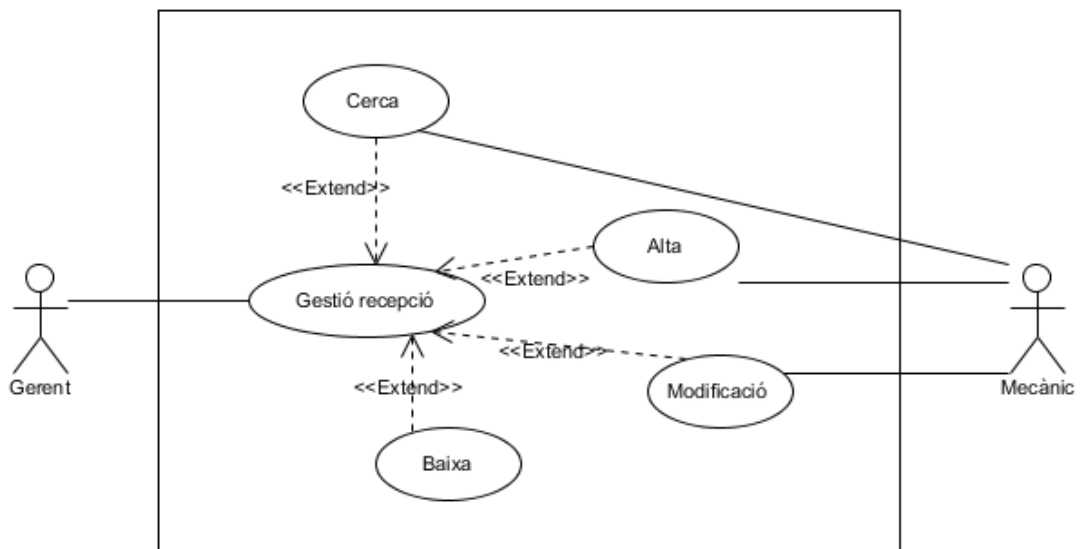 Cerca
<<Extend>>
Alta
<<Extend>>
Gestió recepció
Gerent
<<Extend>>
Mecànic
<<Extend>>
Modificació
Baixa